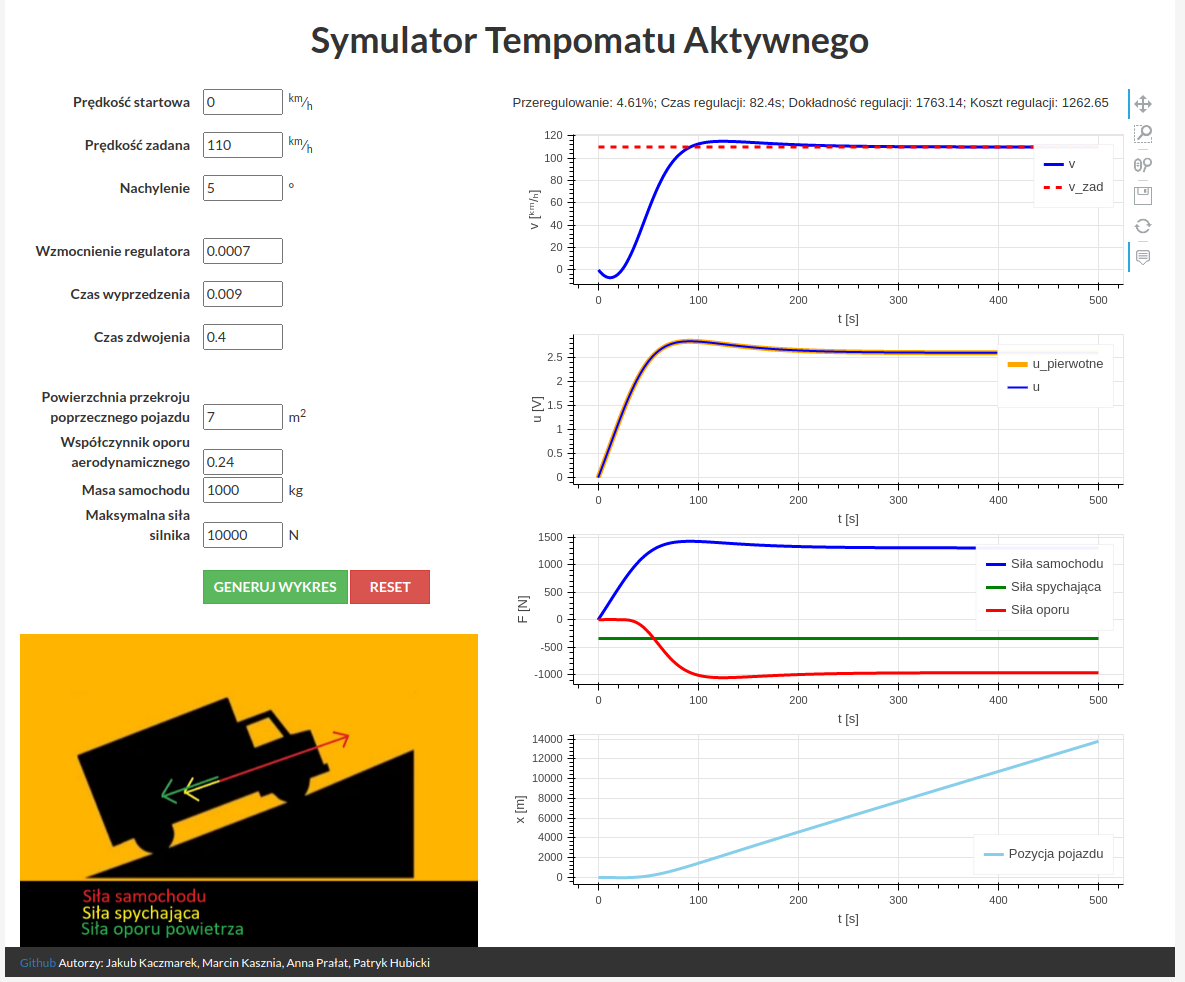 Symulator Tempomatu Aktywnego
Prędkość startowa 0 km/h
Prędkość zadana 110 km/h
Nachylenie 5 °
Wzmocnienie regulatora 0.0007
Czas wyprzedzenia 0.009
Czas zdwojenia 0.4
Powierzchnia przekroju
poprzecznego pojazdu 7 m2
Współczynnik oporu
aerodynamicznego 0.24
Masa samochodu 1000 kg
Maksymalna siła
silnika 10000 N
GENERUJ WYKRES RESET
Siła samochodu
Siła spychająca
Siła oporu powietrza
Przeregulowanie: 4.61%; Czas regulacji: 82.4s; Dokładność regulacji: 1763.14; Koszt regulacji: 1262.65
120
100
80
60
40
20
0
v [km/h]
v
v_zad
0 100 200 300 400 500
t [s]
2.5
2
1.5
1
0.5
0
u [V]
u_pierwotne
u
0 100 200 300 400 500
t [s]
1500
1000
500
0
-500
-1000
F [N]
Siła samochodu
Siła spychająca
Siła oporu
0 100 200 300 400 500
t [s]
14000
12000
10000
8000
6000
4000
2000
0
x [m]
Pozycja pojazdu
0 100 200 300 400 500
t [s]
Github Autorzy: Jakub Kaczmarek, Marcin Kasznia, Anna Prałat, Patryk Hubicki